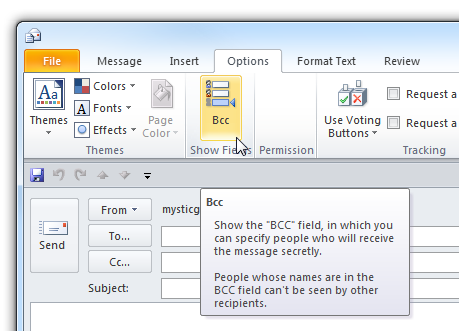 File Message Insert Options Format Text Review
Aa
Themes
Colors
A Fonts
Effects
Page
Color
Bcc
Use Voting
Buttons
Request a
Request a
Themes Show Fields Permission Tracking
Send
From mysticg
To...
Cc...
Subject:
Bcc
Show the "BCC" field, in which you
can specify people who will receive
the message secretly.
People whose names are in the
BCC field can't be seen by other
recipients.